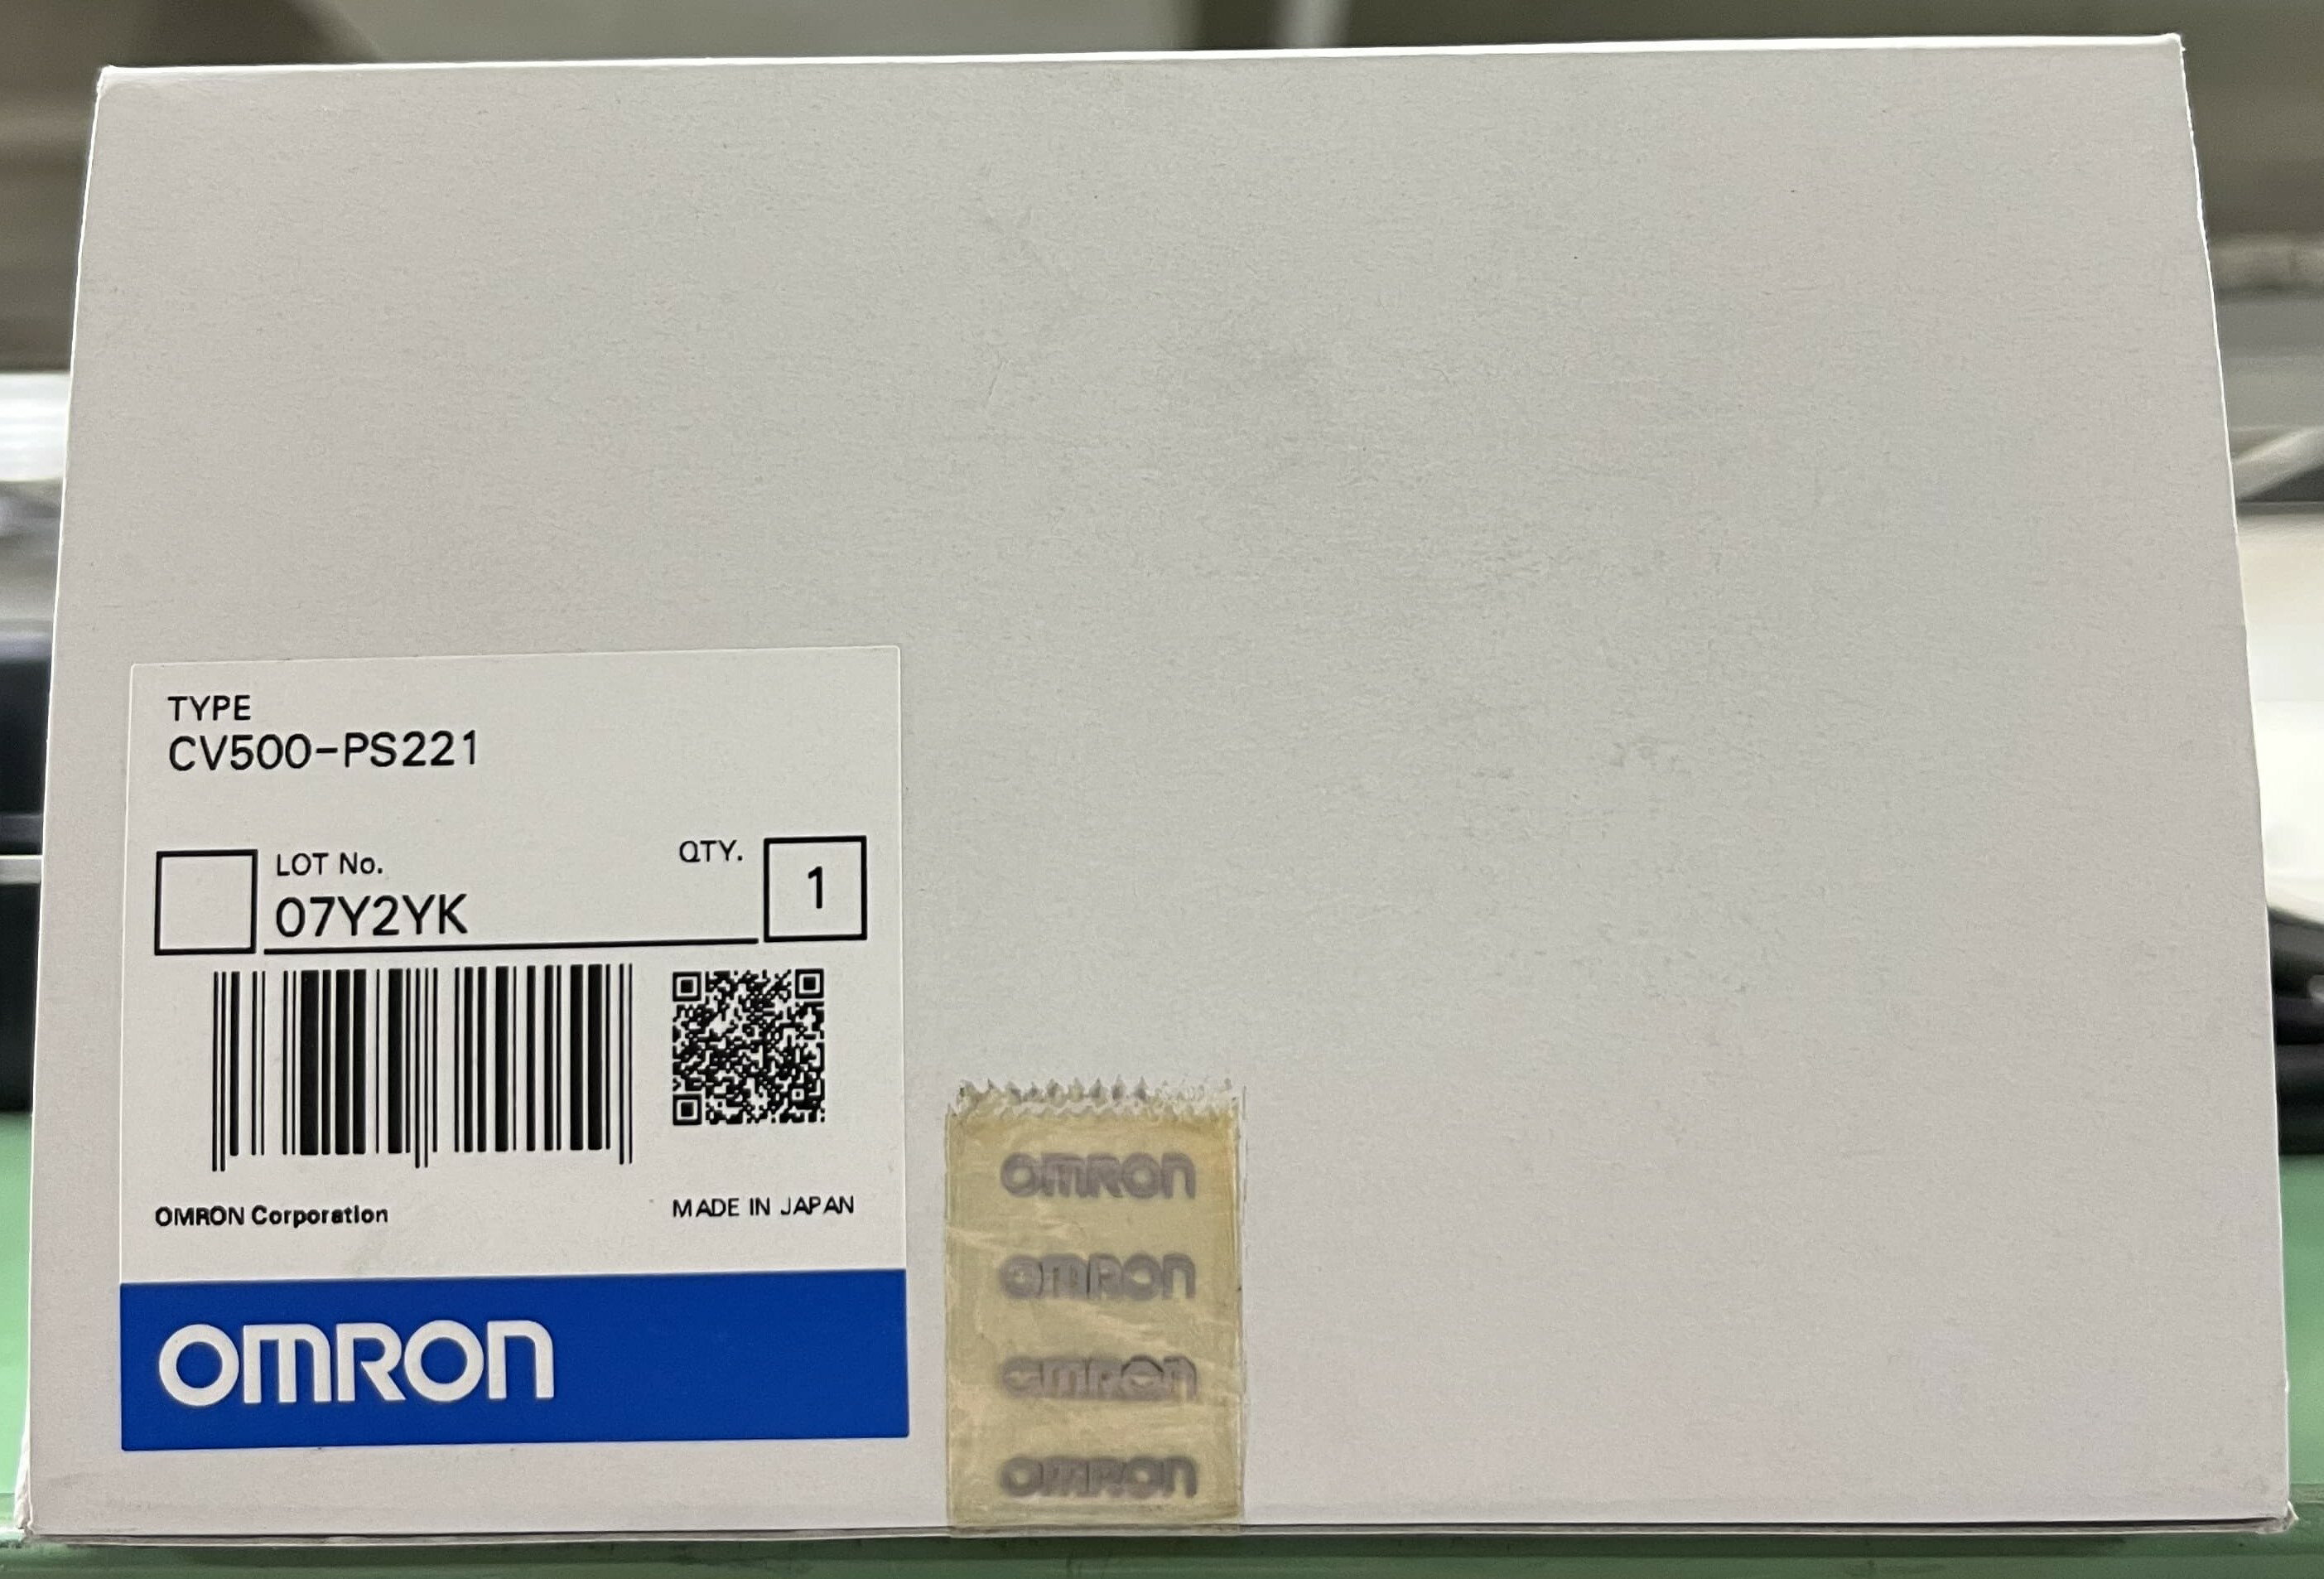 TYPE
CV500-PS221
LOT No.
07Y2YK
QTY.
1
OMRON Corporation
MADE IN JAPAN
OMRON
OMRON
OMRON
OMRON
OMRON